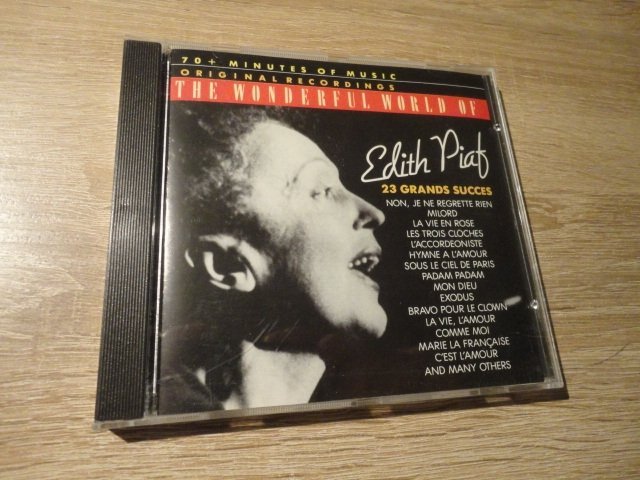 70+ MINUTES OF MUSIC
ORIGINAL RECORDINGS
THE WONDERFUL WORLD OF
Edith Piaf
23 GRANDS SUCCES
NON, JE NE REGRETTE RIEN
MILORD
LA VIE EN ROSE
LES TROIS CLOCHES
L'ACCORDEONISTE
HYMNE A L'AMOUR
SOUS LE CIEL DE PARIS
PADAM PADAM
MON DIEU
EXODUS
BRAVO POUR LE CLOWN
LA VIE, L'AMOUR
COMME MOI
MARIE LA FRANÇAISE
C'EST L'AMOUR
AND MANY OTHERS